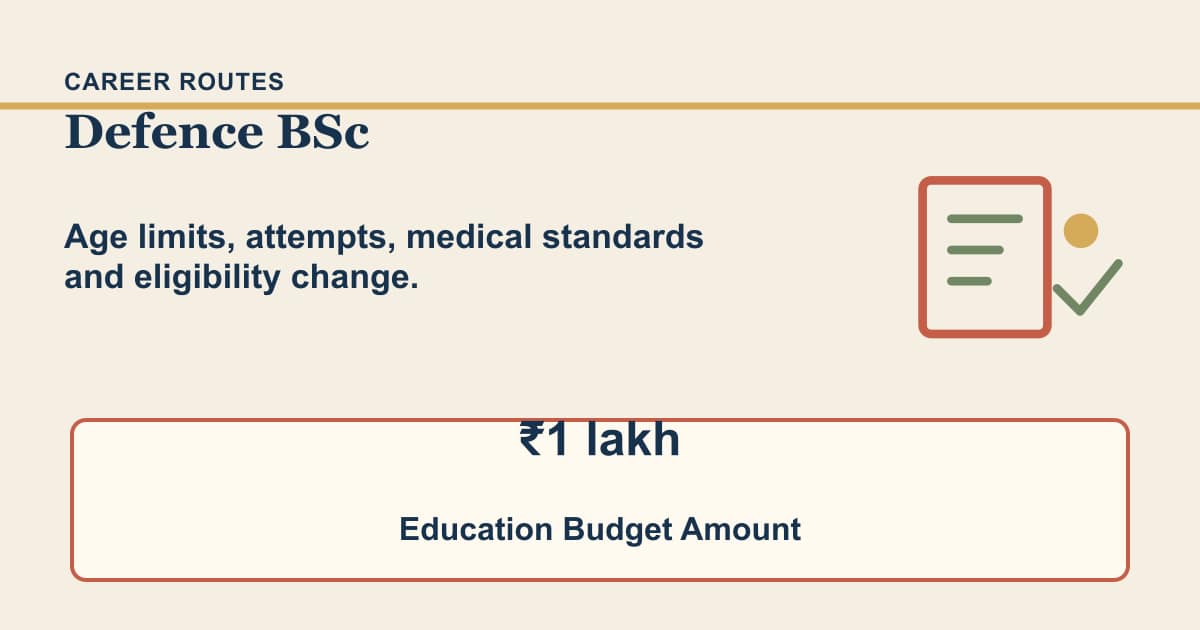 CAREER ROUTES
Defence BSc
Age limits, attempts, medical standards
and eligibility change.
₹1 lakh
Education Budget Amount